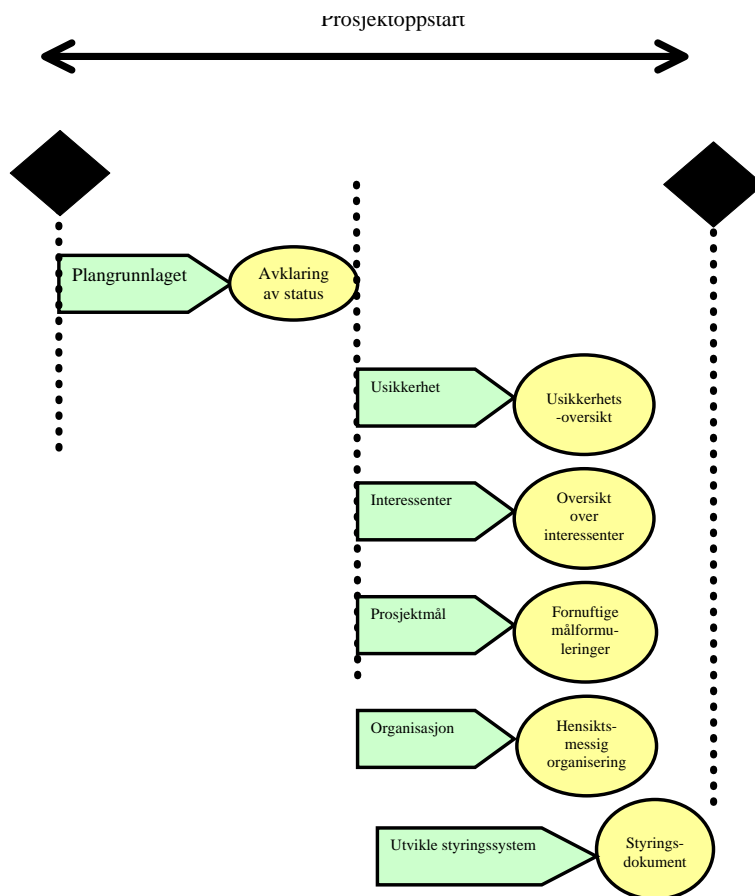 Prosjektoppstart
Plangrunnlaget
Avklaring
av status
Usikkerhet
Usikkerhets
-oversikt
Interessenter
Oversikt
over
interessenter
Prosjektmål
Fornuftige
målformu-
leringer
Organisasjon
Hensikts-
messig
organisering
Utvikle styringssystem
Styrings-
dokument